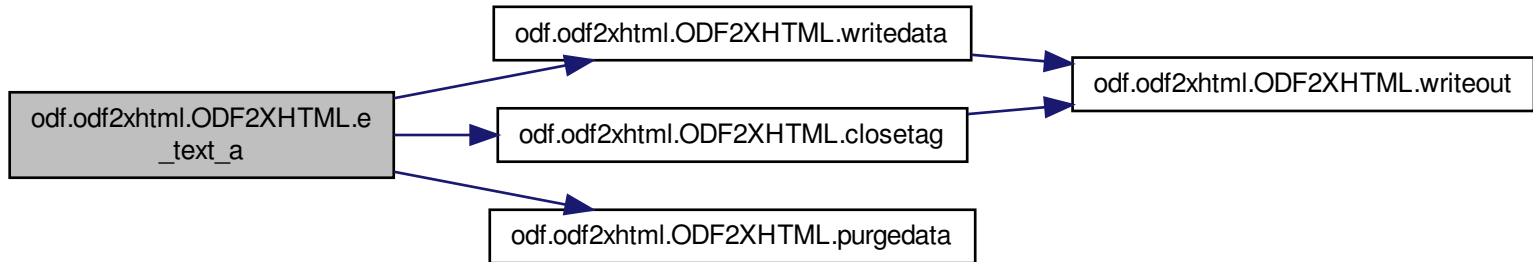 odf.odf2xhtml.ODF2XHTML.e
_text_a
odf.odf2xhtml.ODF2XHTML.writedata
odf.odf2xhtml.ODF2XHTML.closetag
odf.odf2xhtml.ODF2XHTML.purgedata
odf.odf2xhtml.ODF2XHTML.writeout